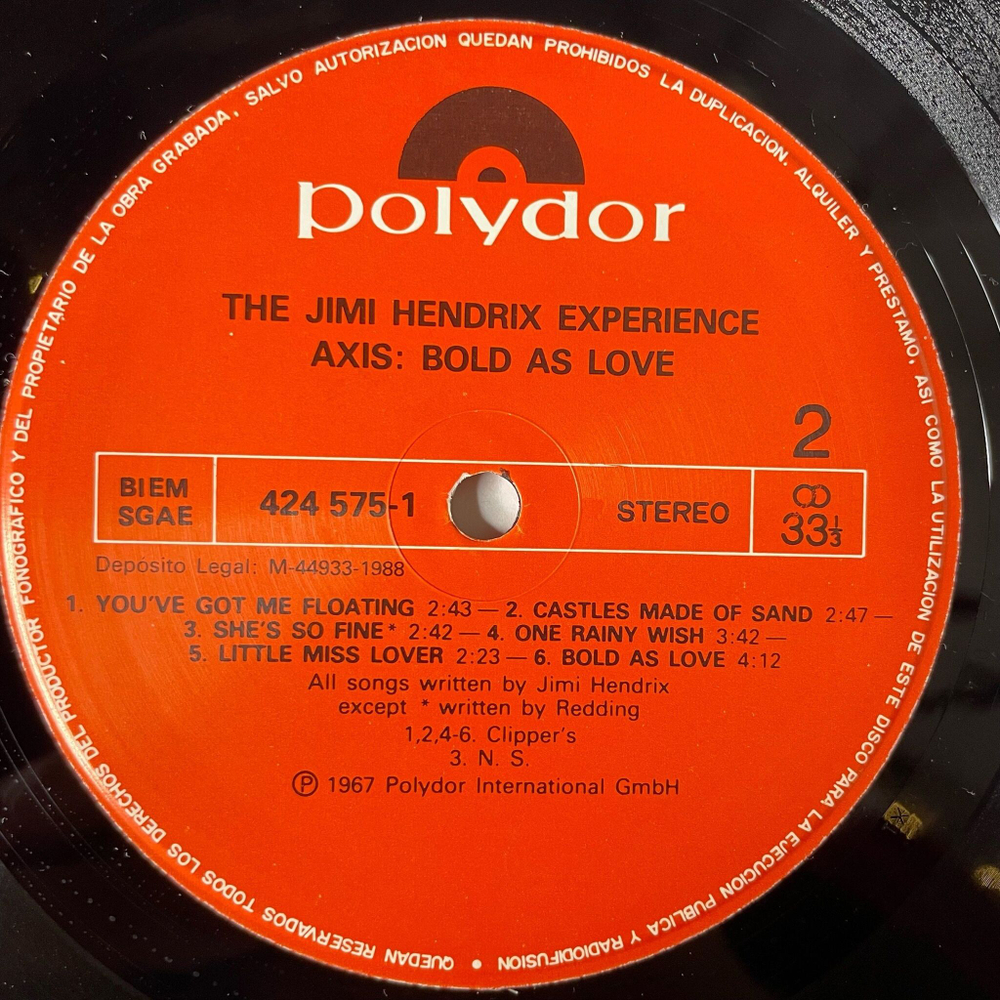 QUEDAN RESERVADOS TODOS LOS DERECHOS DEL PRODUCTOR FONOGRAFICO Y DEL PROPIETARIO DE LA OBRA GRABADA, SALVO AUTORIZACION QUEDAN PROHIBIDOS LA DUPLICACION, ALQUILER Y PRESTAMO, ASI COMO LA UTILIZACION DE ESTE DISCO PARA LA EJECUCION PUBLICA Y RADIODIFUSION •
polydor
THE JIMI HENDRIX EXPERIENCE
AXIS: BOLD AS LOVE
2
BIEM
SGAE
424 575-1
STEREO
33⅓
Depósito Legal: M-44933-1988
1. YOU'VE GOT ME FLOATING 2:43 — 2. CASTLES MADE OF SAND 2:47 —
3. SHE'S SO FINE* 2:42 — 4. ONE RAINY WISH 3:42 —
5. LITTLE MISS LOVER 2:23 — 6. BOLD AS LOVE 4:12
All songs written by Jimi Hendrix
except * written by Redding
1,2,4-6. Clipper's
3. N. S.
℗ 1967 Polydor International GmbH